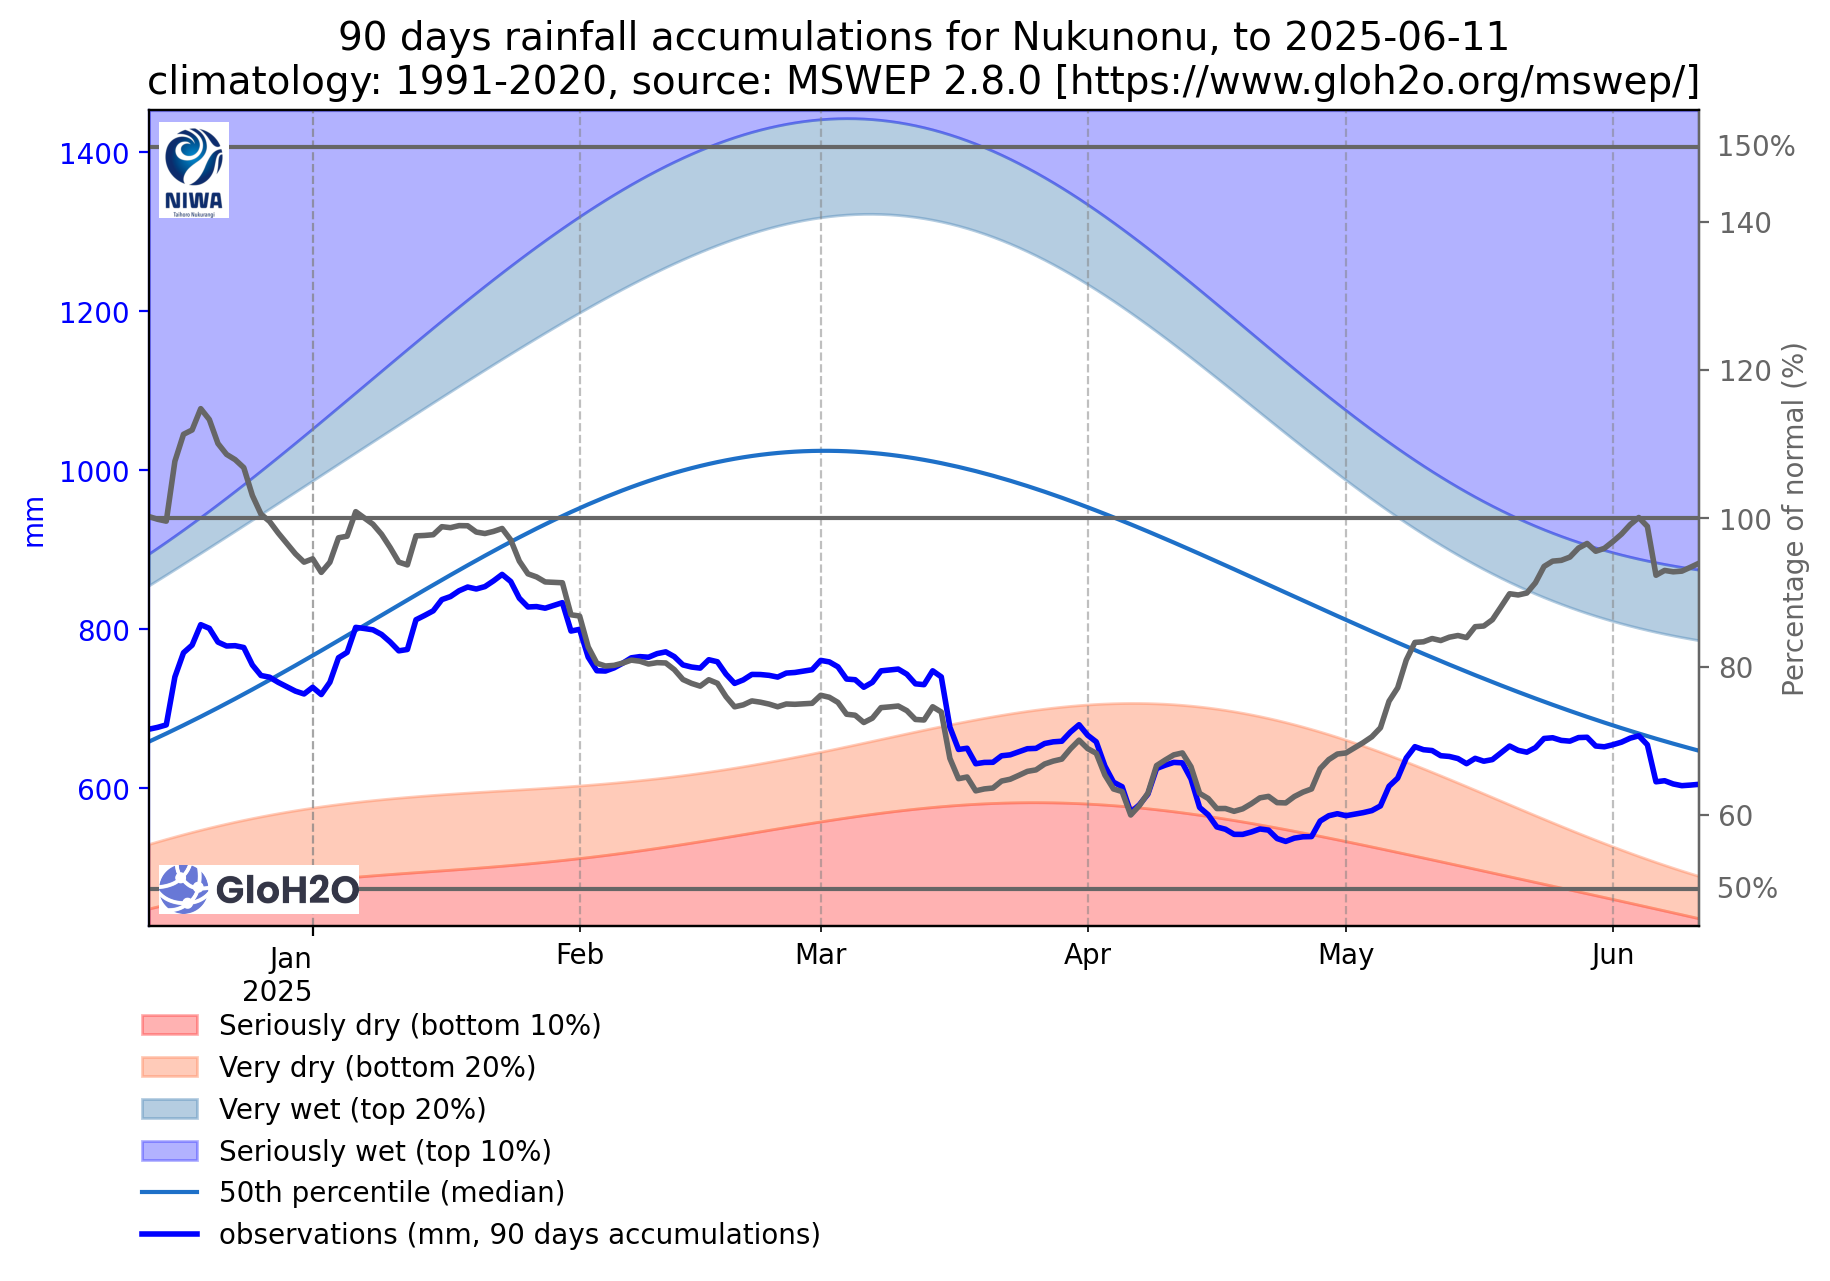 90 days rainfall accumulations for Nukunonu, to 2025-06-11
climatology: 1991-2020, source: MSWEP 2.8.0 [https://www.gloh2o.org/mswep/]
NIWA
Taihoro Nukurangi
1400
1200
1000
800
600
mm
150%
140
120
100
80
60
50%
Percentage of normal (%)
GloH2O
Jan
2025
Feb
Mar
Apr
May
Jun
Seriously dry (bottom 10%)
Very dry (bottom 20%)
Very wet (top 20%)
Seriously wet (top 10%)
50th percentile (median)
observations (mm, 90 days accumulations)